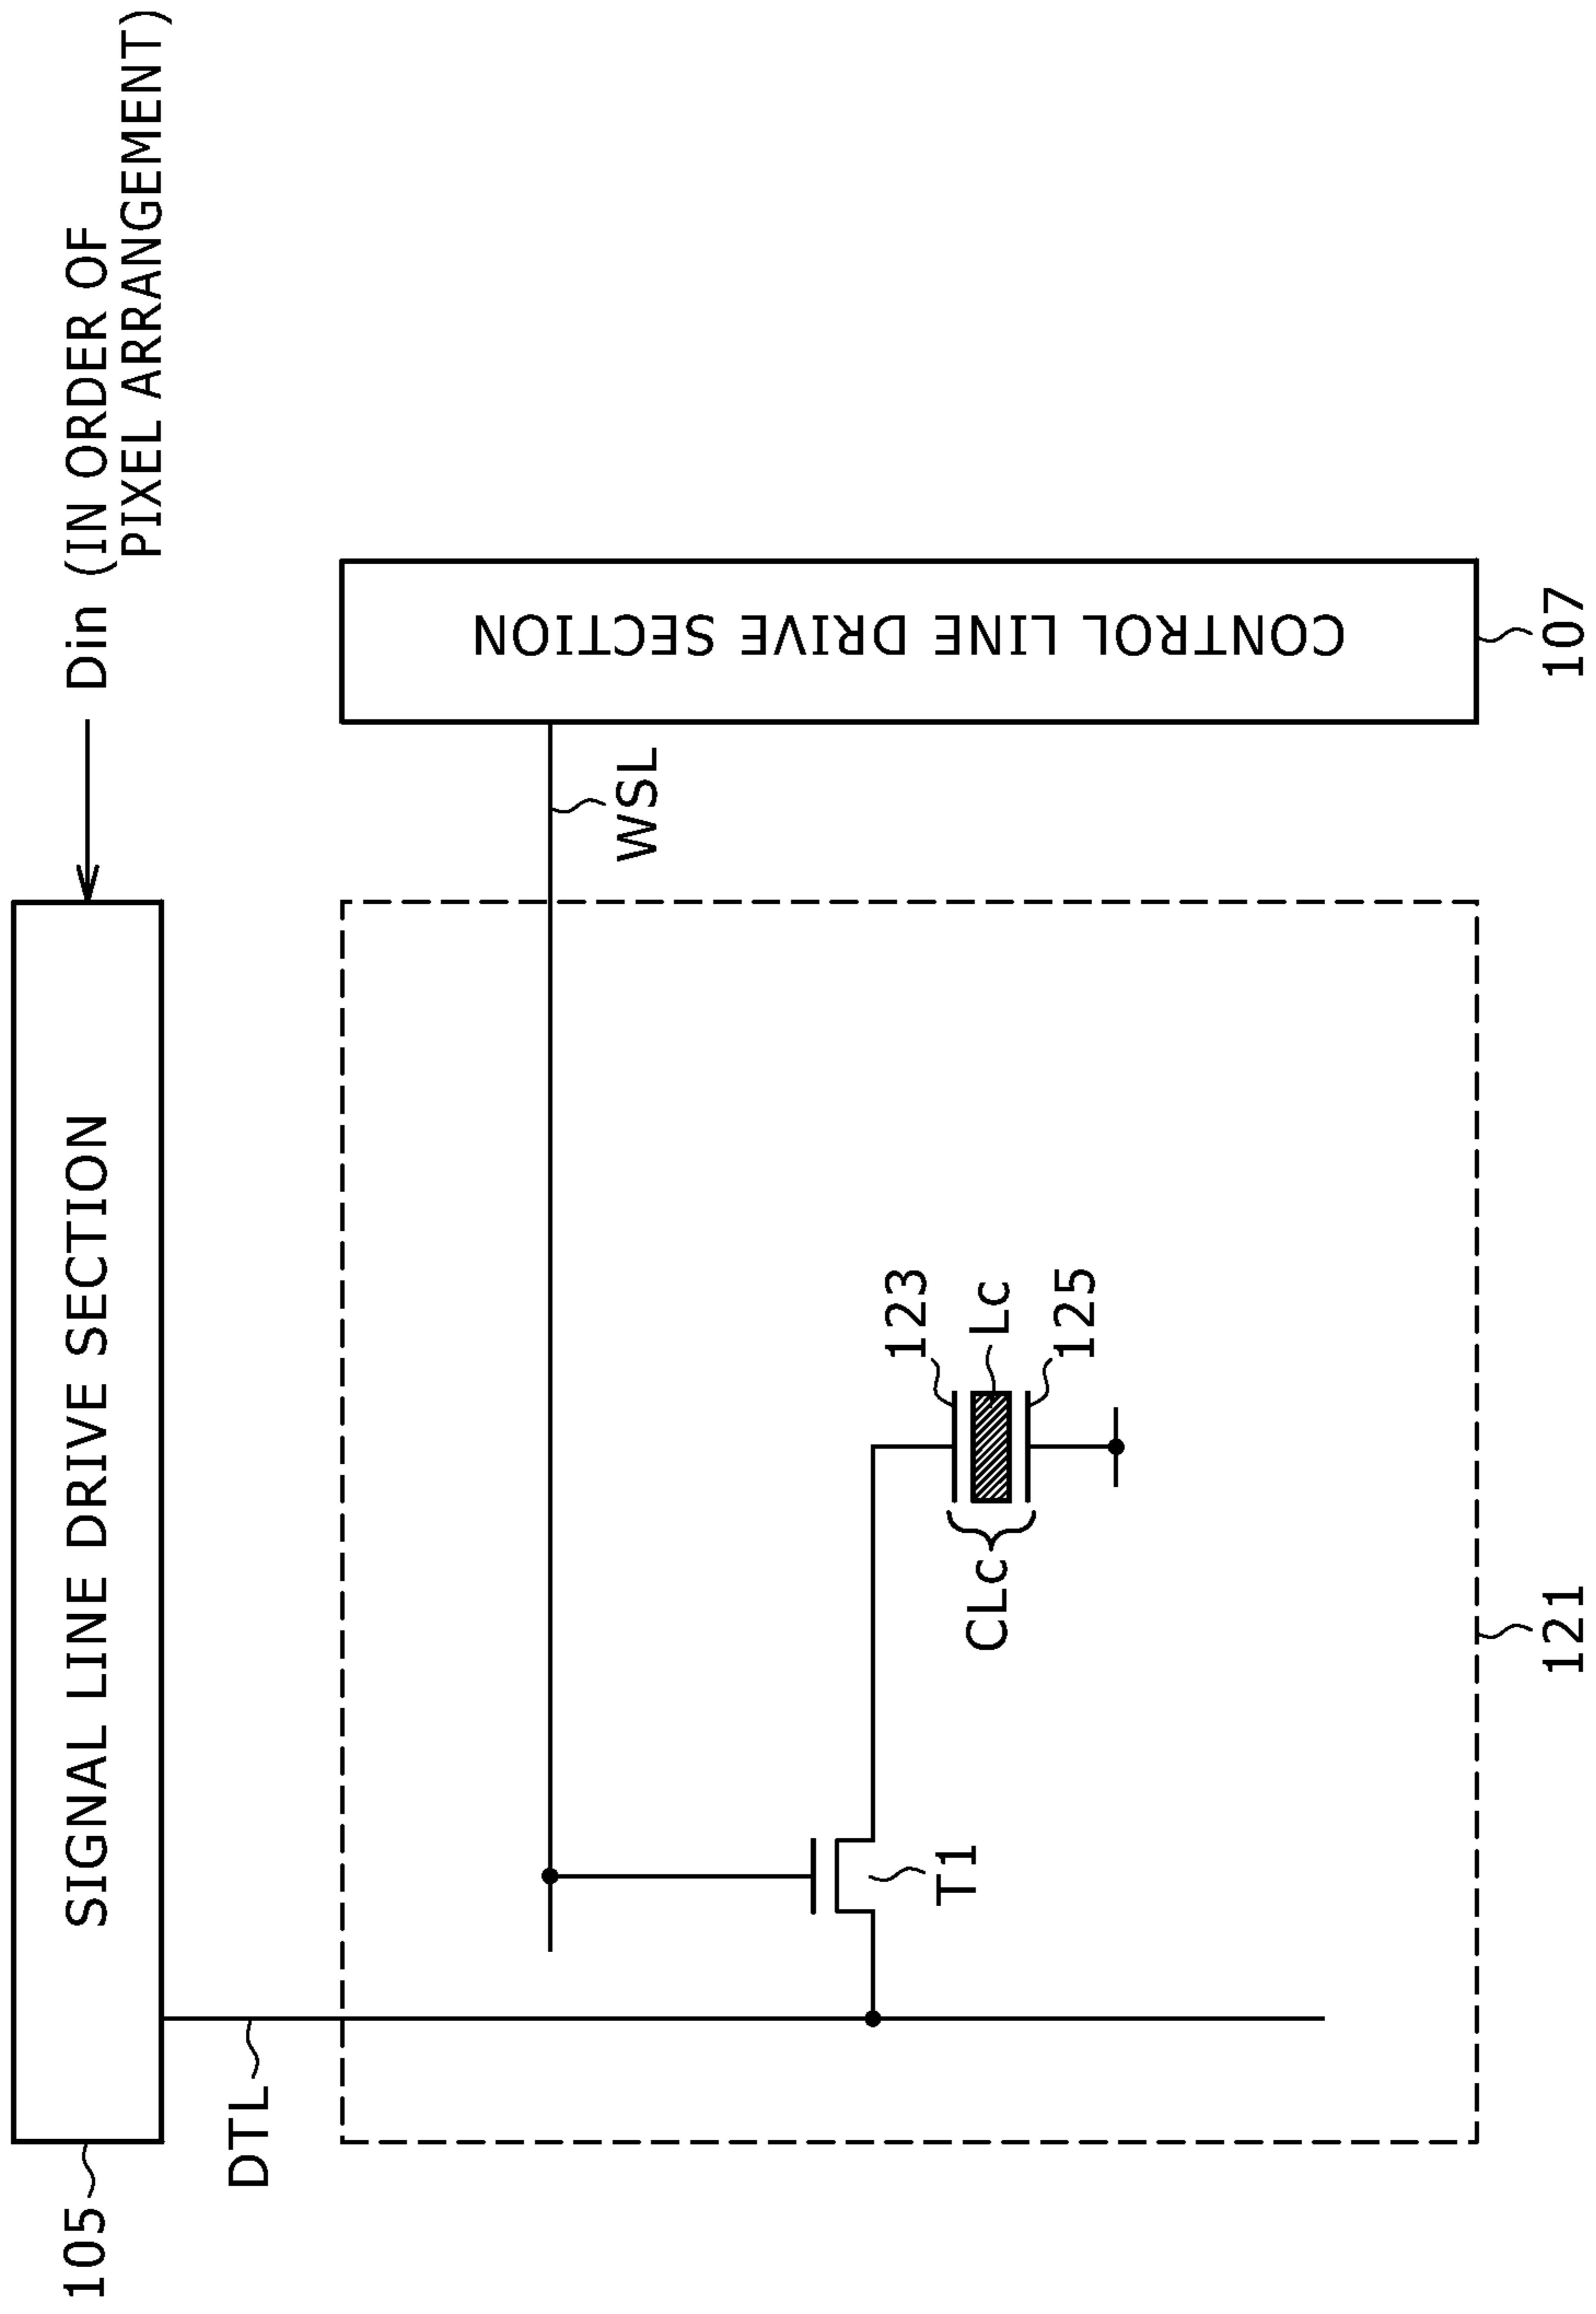 105
SIGNAL LINE DRIVE SECTION
Din (IN ORDER OF
PIXEL ARRANGEMENT)
DTL
WSL
CONTROL LINE DRIVE SECTION
T1
CLc
123
Lc
125
121
107